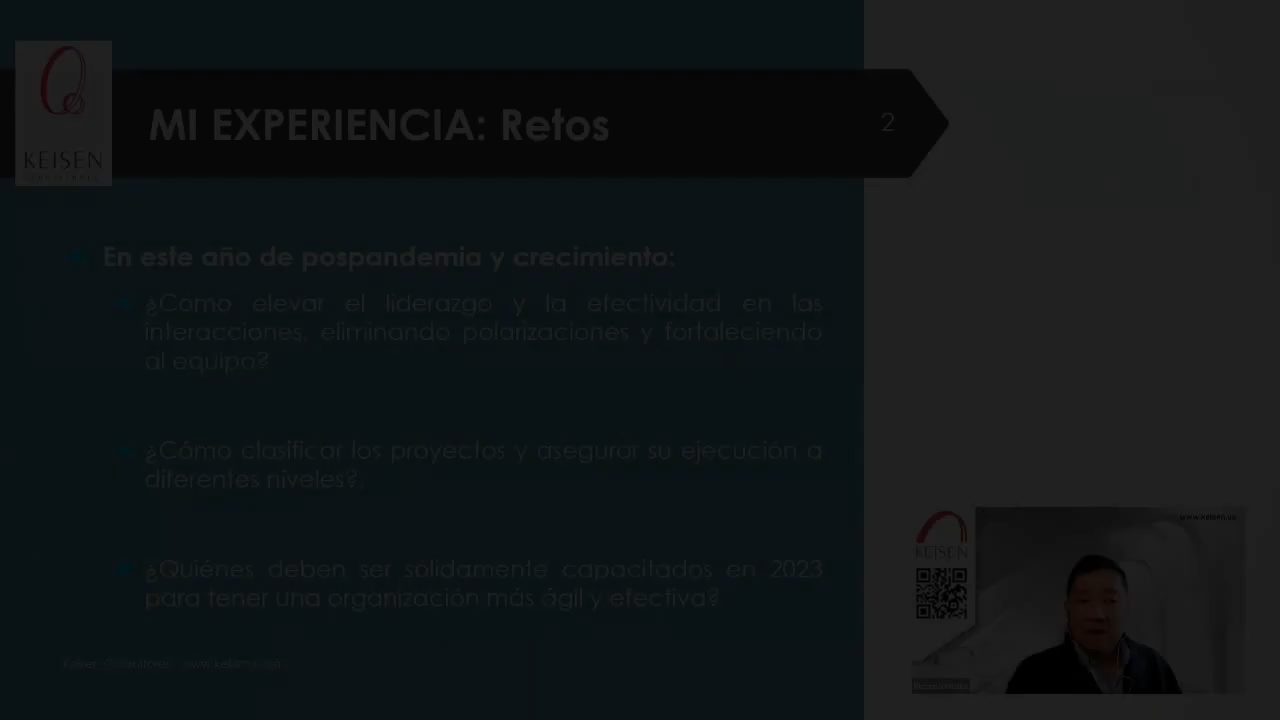 MI EXPERIENCIA: Retos
2
KEISEN
En este año de pospandemia y crecimiento:
¿Como elevar el liderazgo y la efectividad en las
interacciones, eliminando polarizaciones y fortaleciendo
al equipo?
¿Cómo clasificar los proyectos y asegurar su ejecución a
diferentes niveles?.
¿Quiénes deben ser sólidamente capacitados en 2023
para tener una organización más ágil y efectiva?
KEISEN